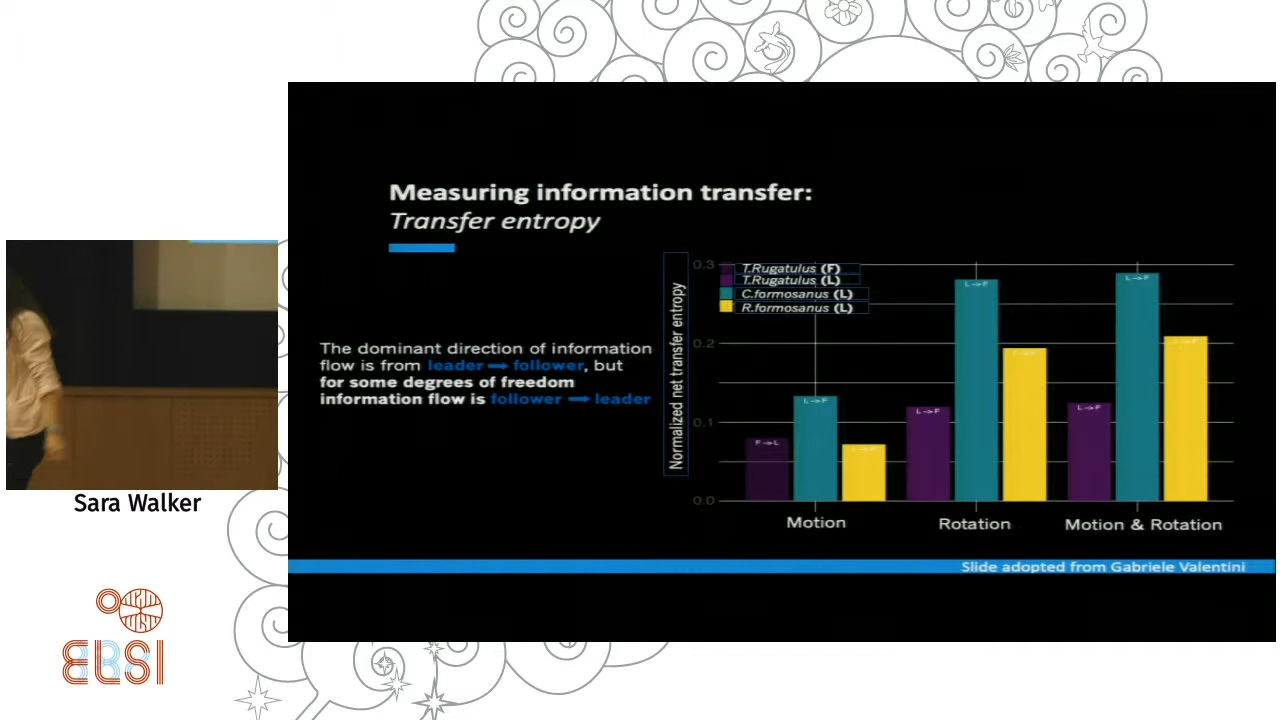 Measuring information transfer:
Transfer entropy
The dominant direction of information
flow is from leader ➡ follower, but
for some degrees of freedom
information flow is follower ➡ leader
Normalized net transfer entropy
0.3
0.2
0.1
0.0
T.Rugatulus (F)
T.Rugatulus (L)
C.formosanus (L)
R.formosanus (L)
F→L
L→F
L→F
L→F
L→F
L→F
L→F
L→F
L→F
Motion
Rotation
Motion & Rotation
Slide adopted from Gabriele Valentini
Sara Walker
ELSI